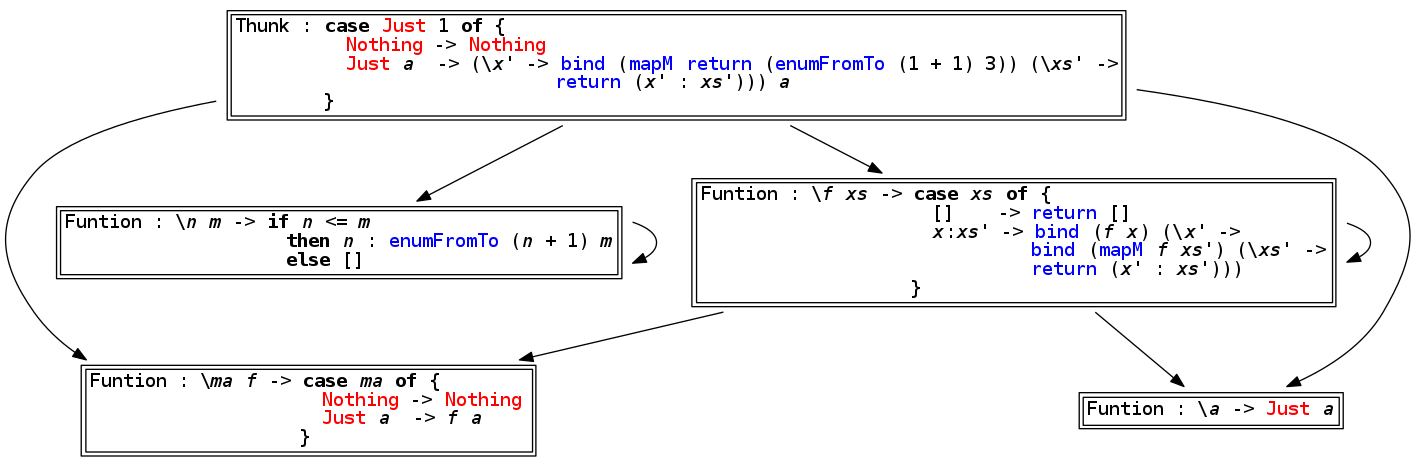 Thunk : case Just 1 of {
Nothing -> Nothing
Just a  -> (\x' -> bind (mapM return (enumFromTo (1 + 1) 3)) (\xs' ->
return (x' : xs'))) a
}
Funtion : \n m -> if n <= m
then n : enumFromTo (n + 1) m
else []
Funtion : \f xs -> case xs of {
[]    -> return []
x:xs' -> bind (f x) (\x' ->
bind (mapM f xs') (\xs' ->
return (x' : xs')))
}
Funtion : \ma f -> case ma of {
Nothing -> Nothing
Just a  -> f a
}
Funtion : \a -> Just a